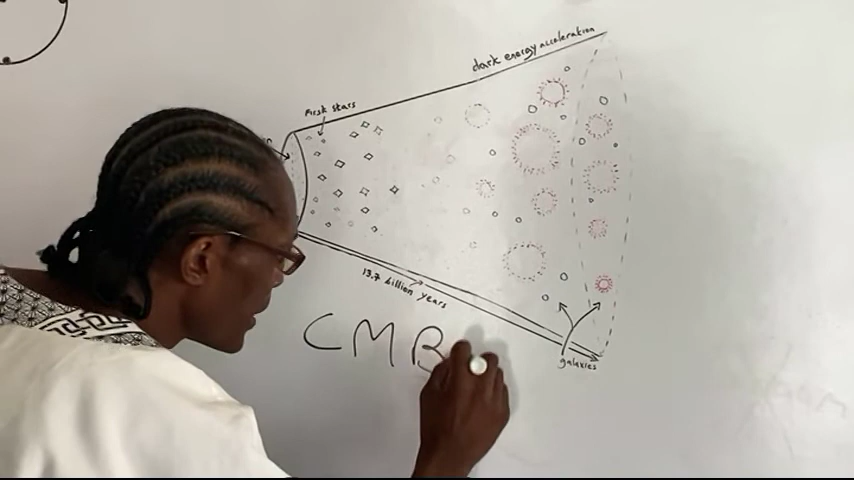 dark energy acceleration
First stars
13.7 billion years
CMB
galaxies